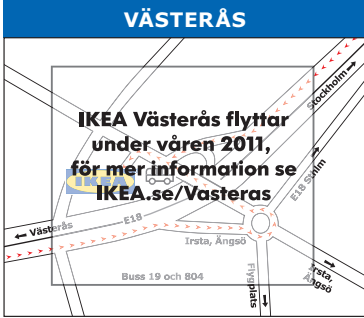 VÄSTERÅS
Stockholm
IKEA Västerås flyttar
under våren 2011,
för mer information se
IKEA.se/Vasteras
IKEA
E18 Sthlm
Västerås
E18
Irsta, Ängsö
Buss 19 och 804
Flygplats
Irsta,
Ängsö